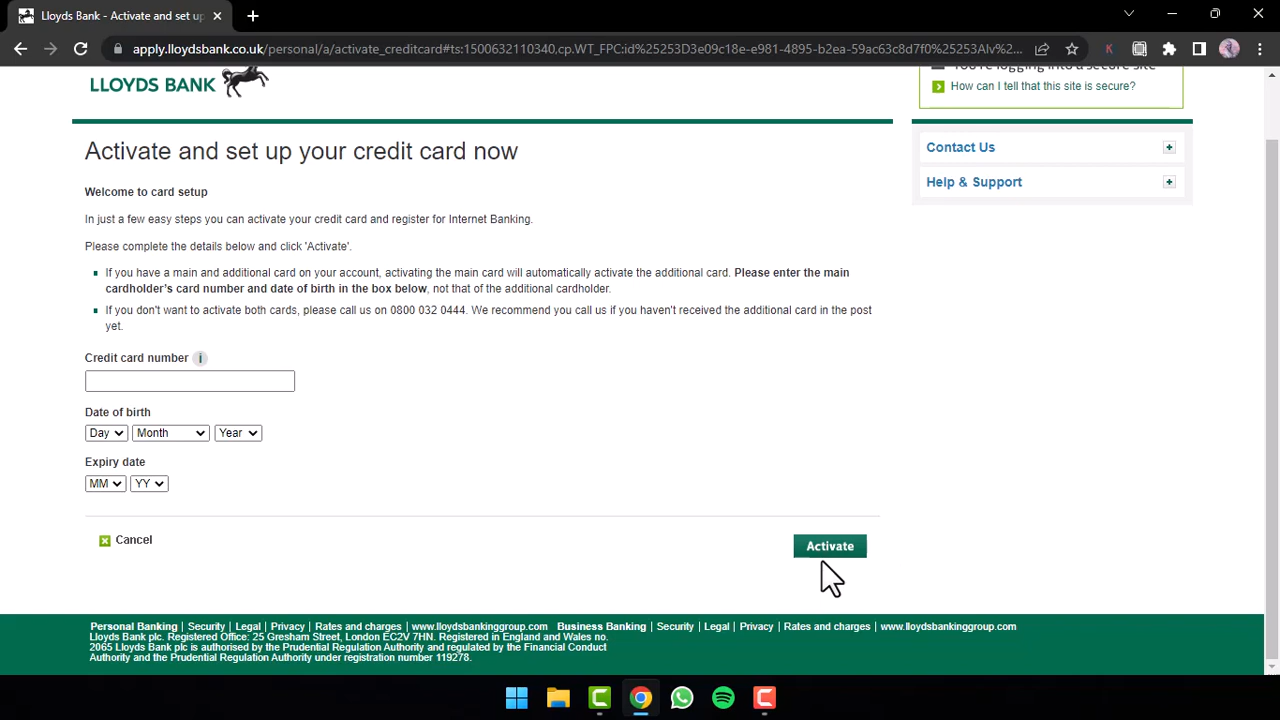 Lloyds Bank - Activate and set up
apply.lloydsbank.co.uk/personal/a/activate_creditcard#ts:1500632110340,cp.WT_FPC:id%25253D3e09c18e-e981-4895-b2ea-59ac63c8d7f0%25253Alv%...
LLOYDS BANK
You're logging into a secure site
How can I tell that this site is secure?
Activate and set up your credit card now
Contact Us
Help & Support
Welcome to card setup
In just a few easy steps you can activate your credit card and register for Internet Banking.
Please complete the details below and click 'Activate'.
If you have a main and additional card on your account, activating the main card will automatically activate the additional card. Please enter the main
cardholder's card number and date of birth in the box below, not that of the additional cardholder.
If you don't want to activate both cards, please call us on 0800 032 0444. We recommend you call us if you haven't received the additional card in the post
yet.
Credit card number i
Date of birth
Day Month Year
Expiry date
MM YY
Cancel
Activate
Personal Banking | Security | Legal | Privacy | Rates and charges | www.lloydsbankinggroup.com Business Banking | Security | Legal | Privacy | Rates and charges | www.lloydsbankinggroup.com
Lloyds Bank plc. Registered Office: 25 Gresham Street, London EC2V 7HN. Registered in England and Wales no.
2065 Lloyds Bank plc is authorised by the Prudential Regulation Authority and regulated by the Financial Conduct
Authority and the Prudential Regulation Authority under registration number 119278.